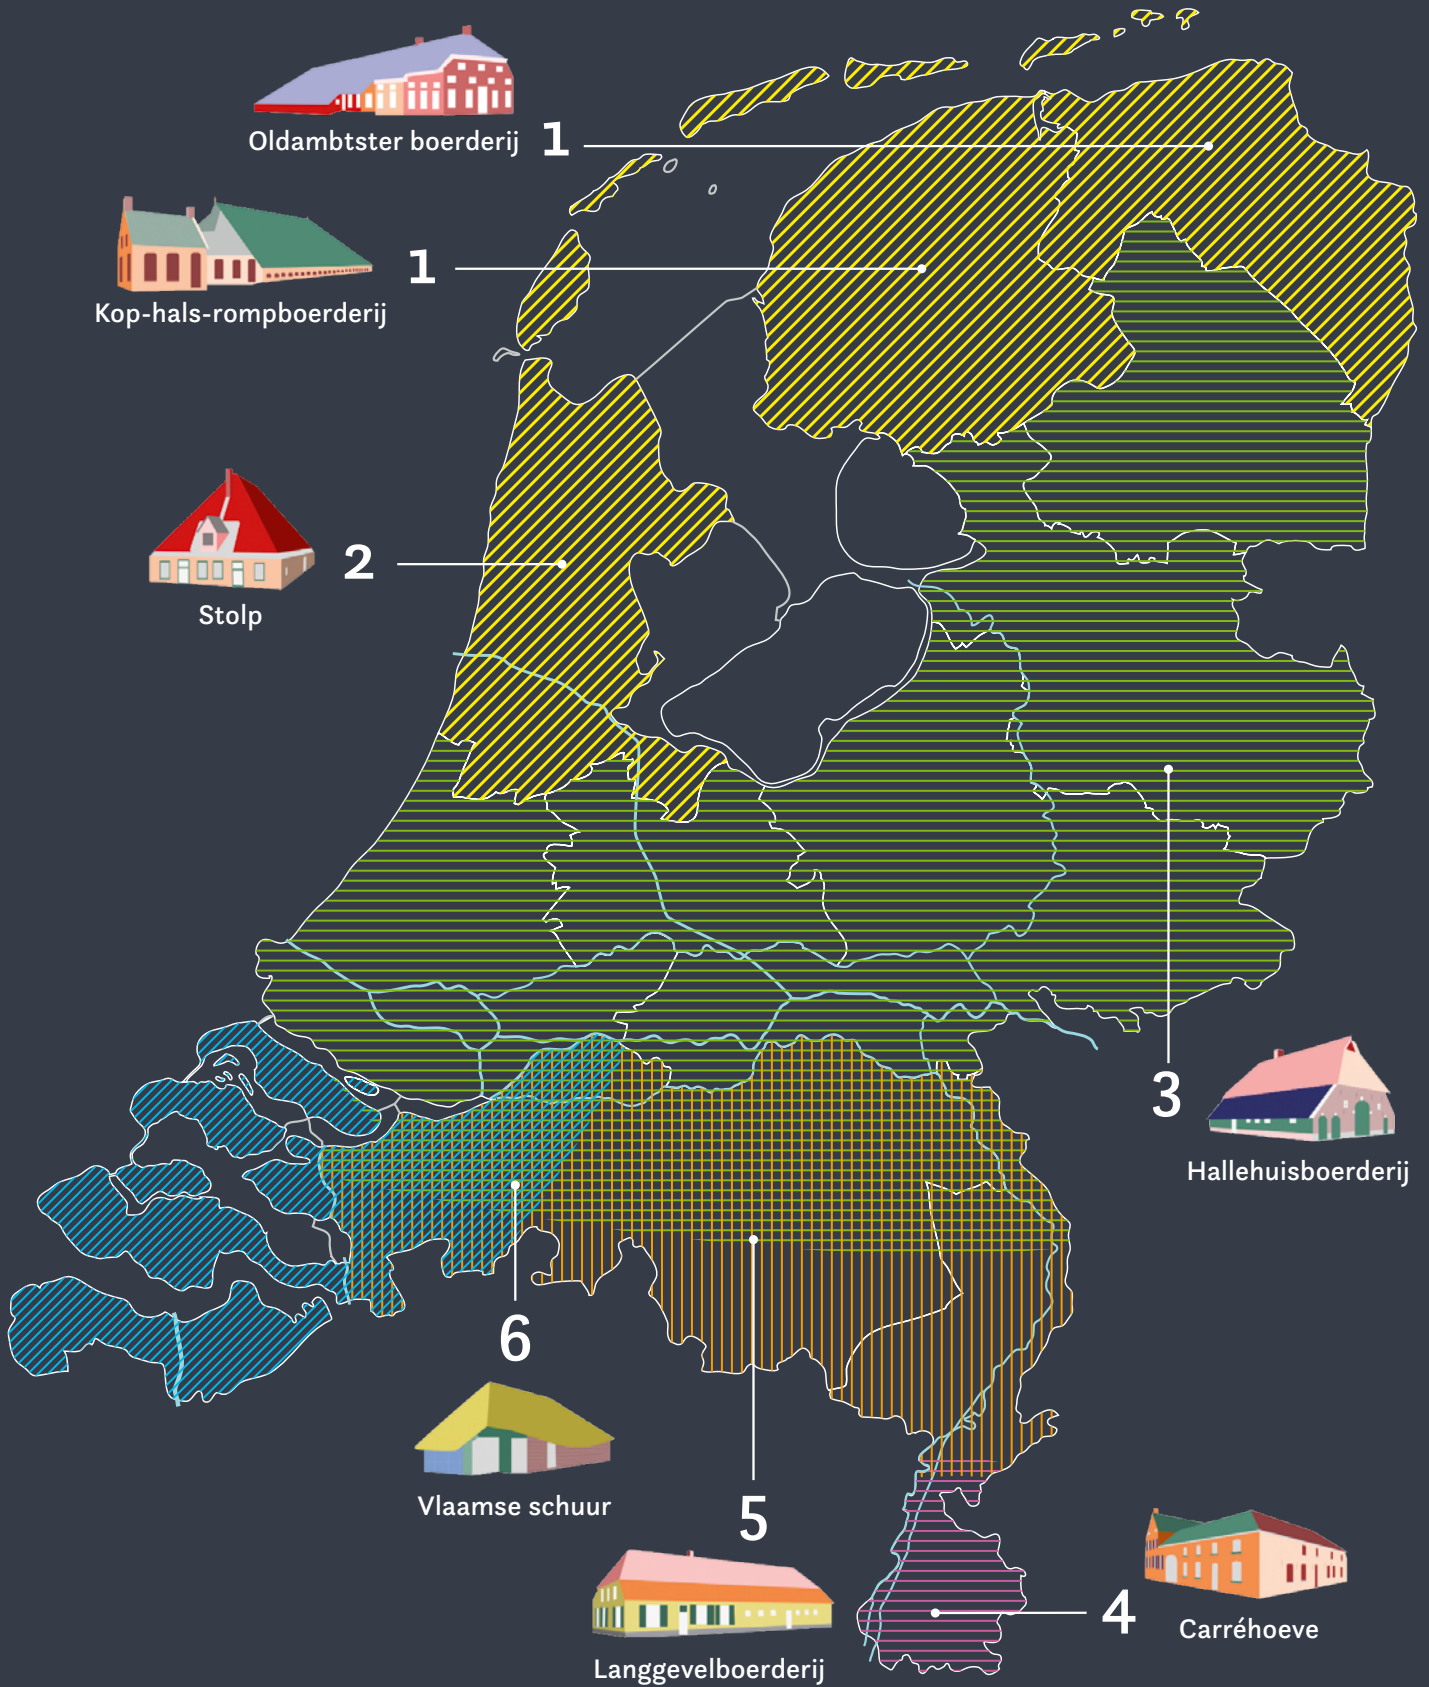 Oldambtster boerderij 1
Kop-hals-rompboerderij 1
Stolp 2
3
Hallehuisboerderij
6
Vlaamse schuur
5
Langgevelboerderij
4
Carréhoeve